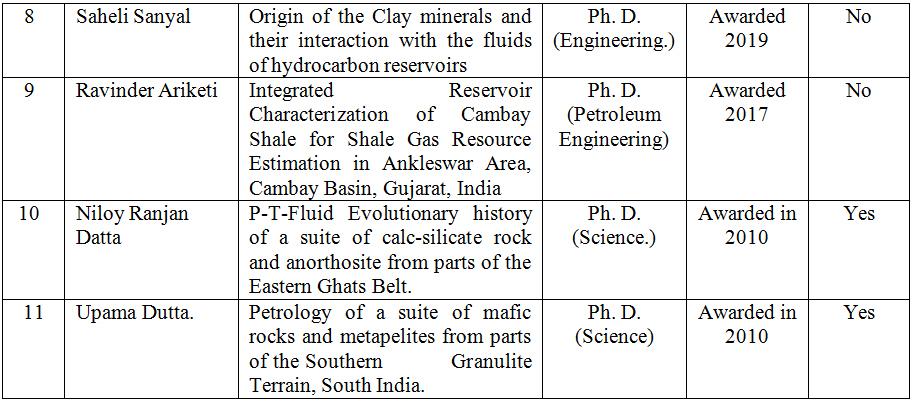 8 Saheli Sanyal Origin of the Clay minerals and Ph. D. Awarded No
their interaction with the fluids (Engineering.) 2019
of hydrocarbon reservoirs
9 Ravinder Ariketi Integrated Reservoir Ph. D. Awarded No
Characterization of Cambay (Petroleum 2017
Shale for Shale Gas Resource Engineering)
Estimation in Ankleswar Area,
Cambay Basin, Gujarat, India
10 Niloy Ranjan P-T-Fluid Evolutionary history Ph. D. Awarded in Yes
Datta of a suite of calc-silicate rock (Science.) 2010
and anorthosite from parts of the
Eastern Ghats Belt.
11 Upama Dutta. Petrology of a suite of mafic Ph. D. Awarded in Yes
rocks and metapelites from parts (Science) 2010
of the Southern Granulite
Terrain, South India.